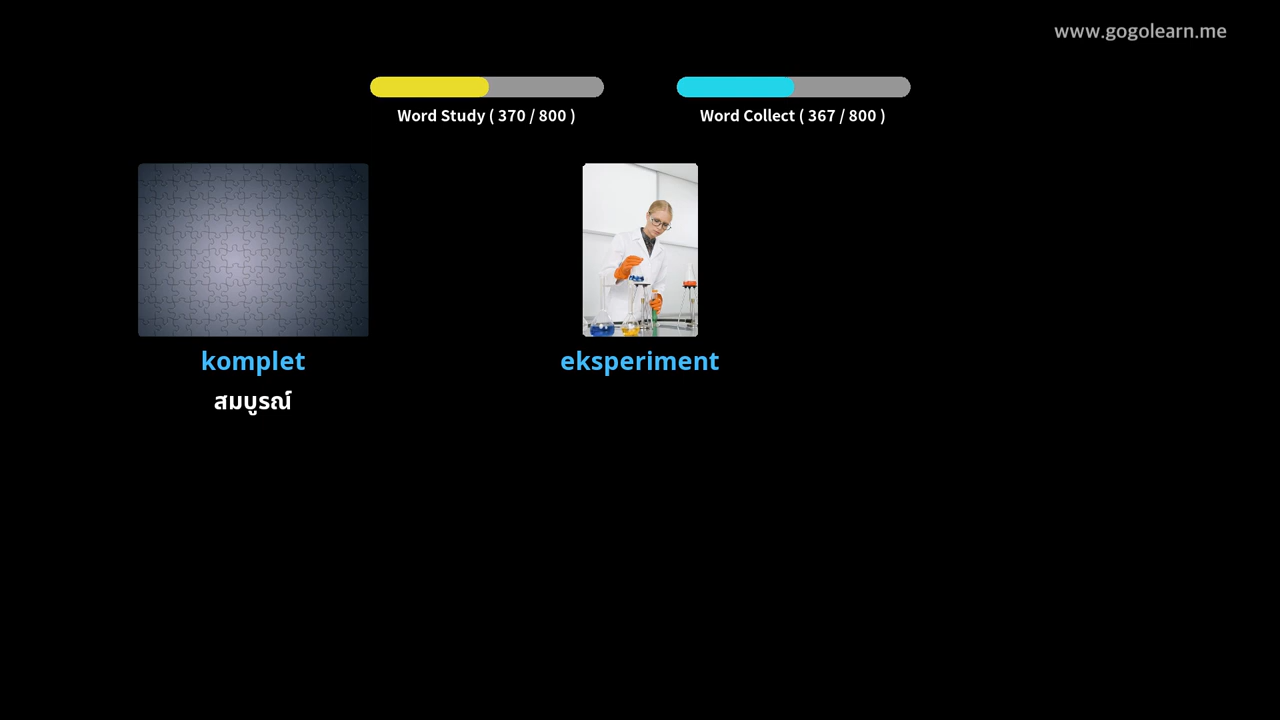 www.gogolearn.me
Word Study ( 370 / 800 )
Word Collect ( 367 / 800 )
komplet
สมบูรณ์
eksperiment